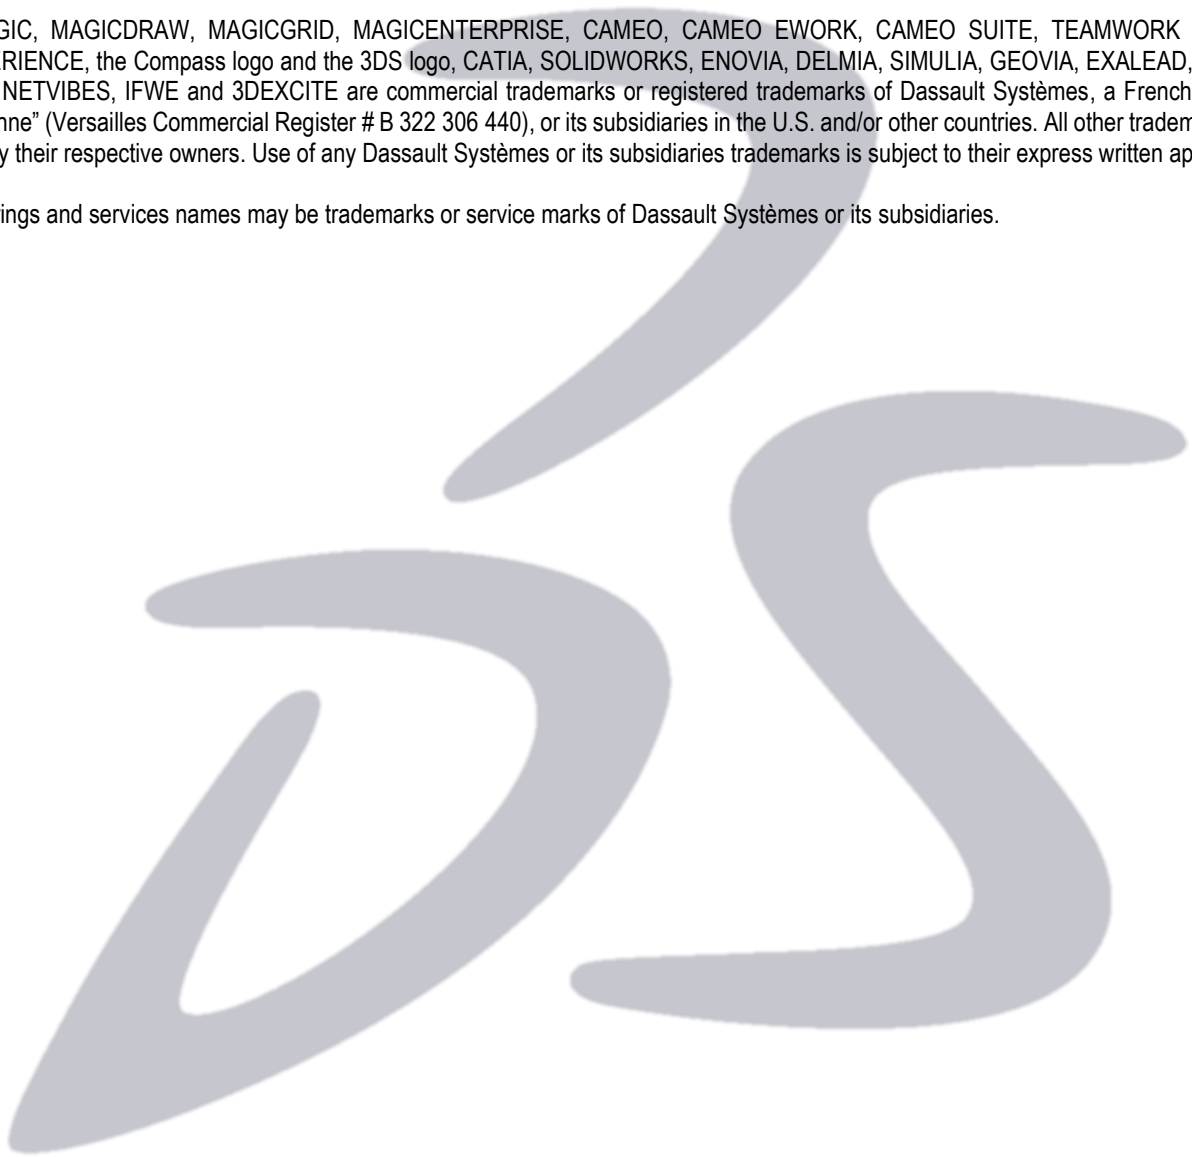 GIC, MAGICDRAW, MAGICGRID, MAGICENTERPRISE, CAMEO, CAMEO EWORK, CAMEO SUITE, TEAMWORK
ERIENCE, the Compass logo and the 3DS logo, CATIA, SOLIDWORKS, ENOVIA, DELMIA, SIMULIA, GEOVIA, EXALEAD,
NETVIBES, IFWE and 3DEXCITE are commercial trademarks or registered trademarks of Dassault Systèmes, a French
nne” (Versailles Commercial Register # B 322 306 440), or its subsidiaries in the U.S. and/or other countries. All other tradem
y their respective owners. Use of any Dassault Systèmes or its subsidiaries trademarks is subject to their express written ap
rings and services names may be trademarks or service marks of Dassault Systèmes or its subsidiaries.